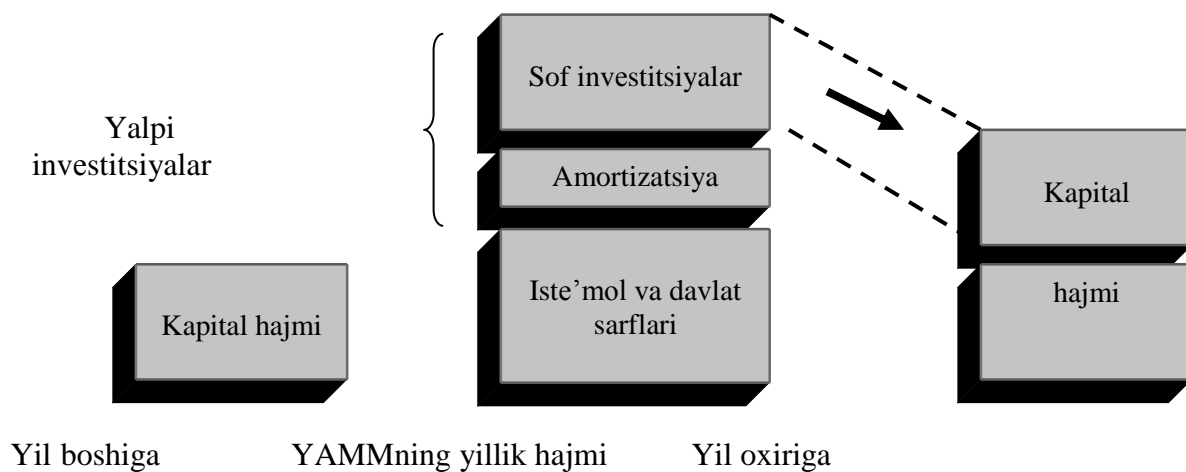 Sof investitsiyalar
Yalpi
investitsiyalar
Amortizatsiya
Kapital
Iste’mol va davlat
sarflari
hajmi
Kapital hajmi
Yil boshiga
YAMMning yillik hajmi
Yil oxiriga